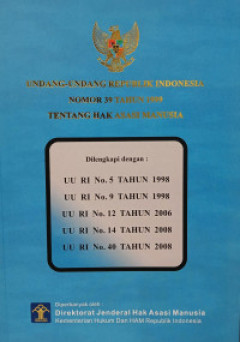 UNDANG-UNDANG REPUBLIK INDONESIA
NOMOR 39 TAHUN 1999
TENTANG HAK ASASI MANUSIA
Dilengkapi dengan :
UU RI No. 5 TAHUN 1998
UU RI No. 9 TAHUN 1998
UU RI No. 12 TAHUN 2006
UU RI No. 14 TAHUN 2008
UU RI No. 40 TAHUN 2008
Diperbanyak oleh :
Direktorat Jenderal Hak Asasi Manusia
Kementerian Hukum Dan HAM Republik Indonesia